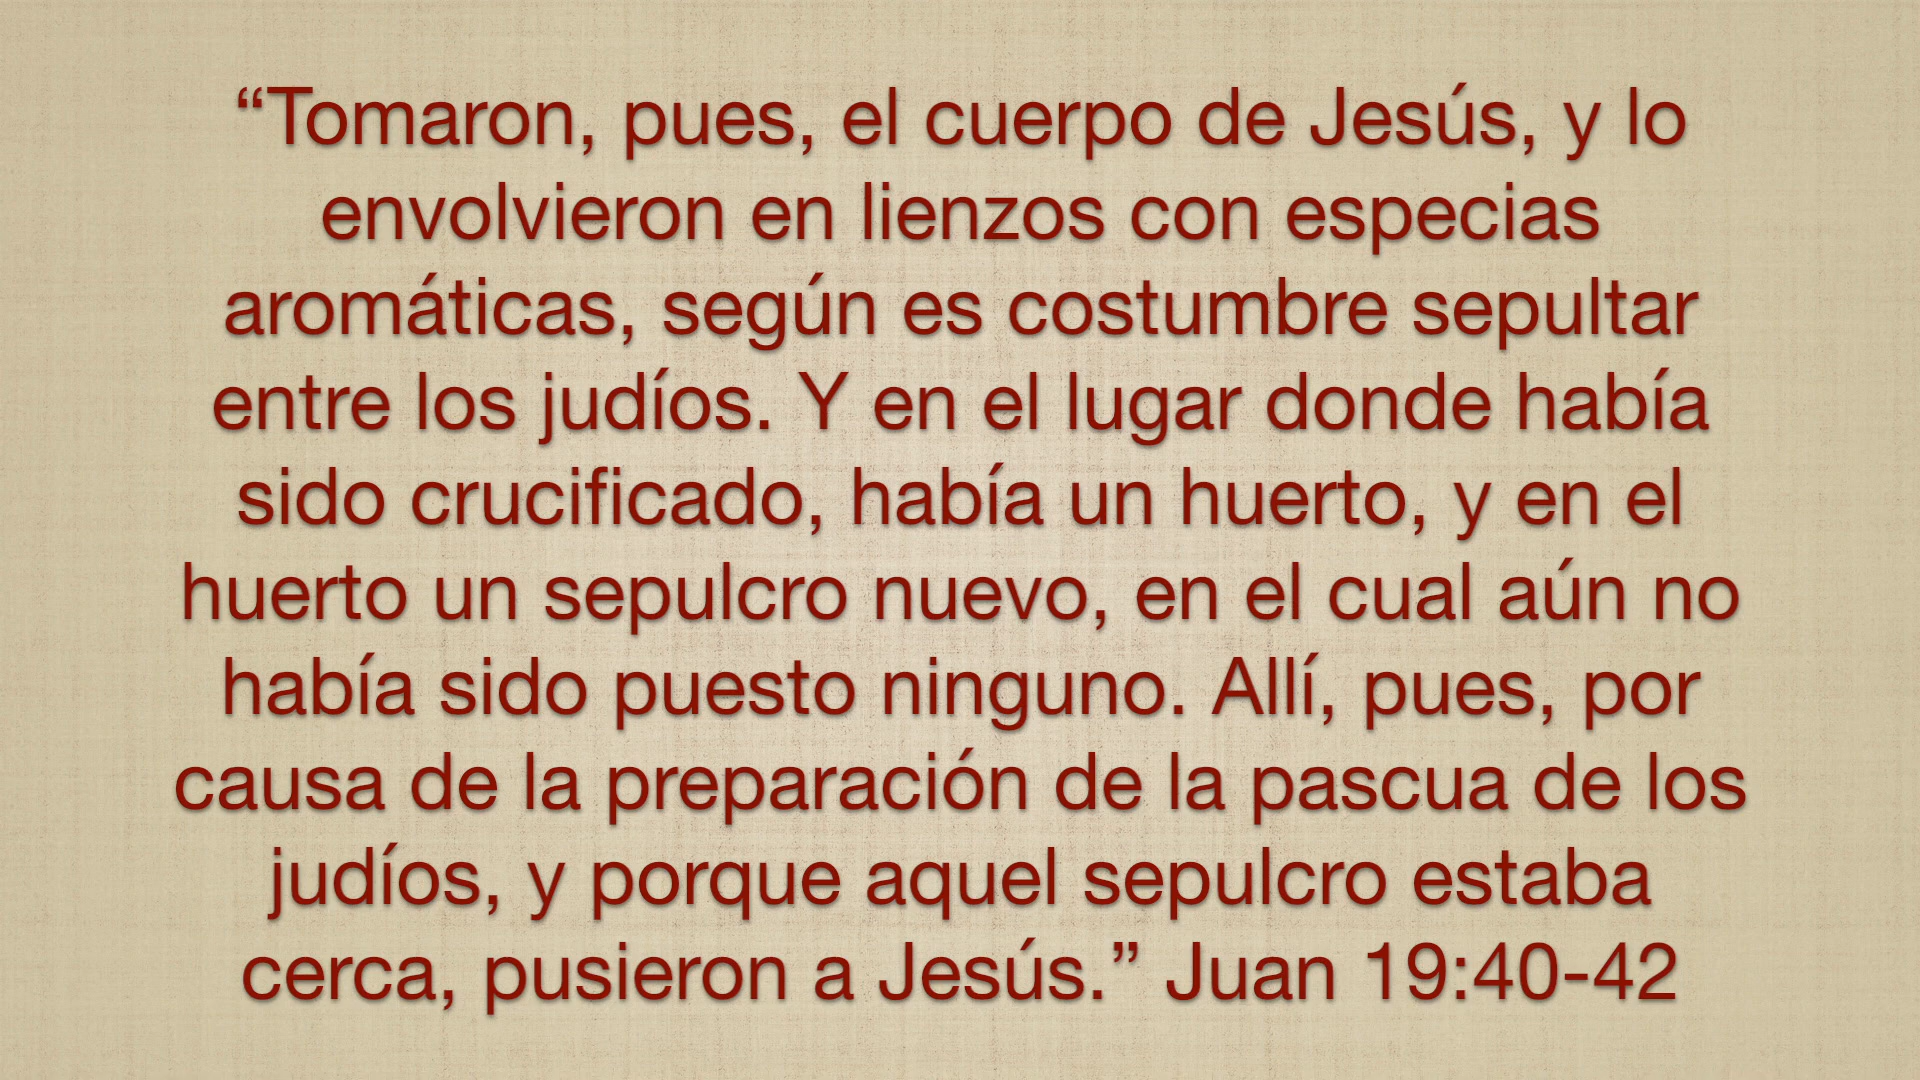 “Tomaron, pues, el cuerpo de Jesús, y lo
envolvieron en lienzos con especias
aromáticas, según es costumbre sepultar
entre los judíos. Y en el lugar donde había
sido crucificado, había un huerto, y en el
huerto un sepulcro nuevo, en el cual aún no
había sido puesto ninguno. Allí, pues, por
causa de la preparación de la pascua de los
judíos, y porque aquel sepulcro estaba
cerca, pusieron a Jesús.” Juan 19:40-42